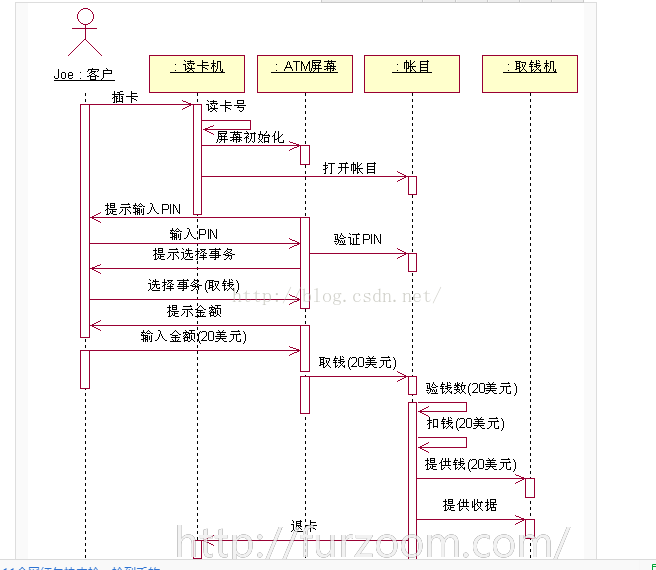 Joe : 客户
: 读卡机
: ATM屏幕
: 帐目
: 取钱机
插卡
读卡号
屏幕初始化
打开帐目
提示输入PIN
输入PIN
验证PIN
提示选择事务
选择事务(取钱)
http://blog.csdn.net/
提示金额
输入金额(20美元)
取钱(20美元)
验钱数(20美元)
扣钱(20美元)
提供钱(20美元)
提供收据
退卡
http://furzoom.com/